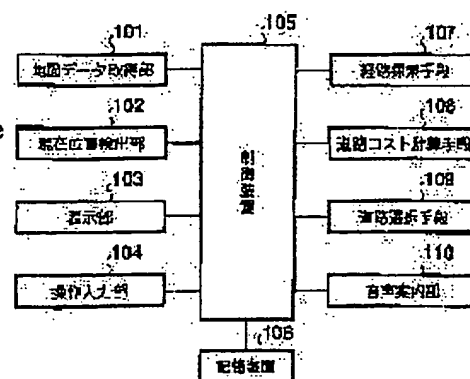 101
地図データ取得部
102
現在位置検出部
103
表示部
104
操作入力部
105
制御装置
106
記憶装置
107
経路探索手段
108
道路コスト計算手段
109
道路選択手段
110
音声案内部
e